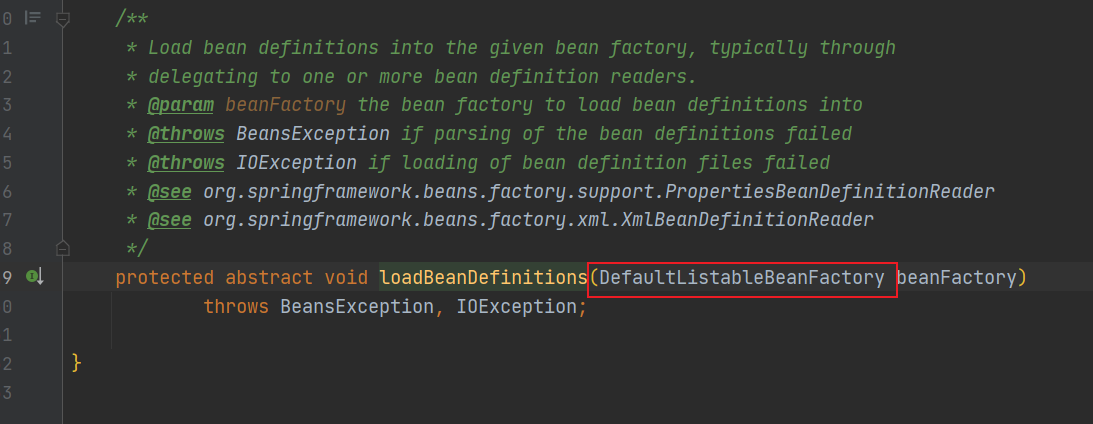 0 /**
1 * Load bean definitions into the given bean factory, typically through
2 * delegating to one or more bean definition readers.
3 * @param beanFactory the bean factory to load bean definitions into
4 * @throws BeansException if parsing of the bean definitions failed
5 * @throws IOException if loading of bean definition files failed
6 * @see org.springframework.beans.factory.support.PropertiesBeanDefinitionReader
7 * @see org.springframework.beans.factory.xml.XmlBeanDefinitionReader
8 */
9 protected abstract void loadBeanDefinitions(DefaultListableBeanFactory beanFactory)
0 throws BeansException, IOException;
1
2 }
3